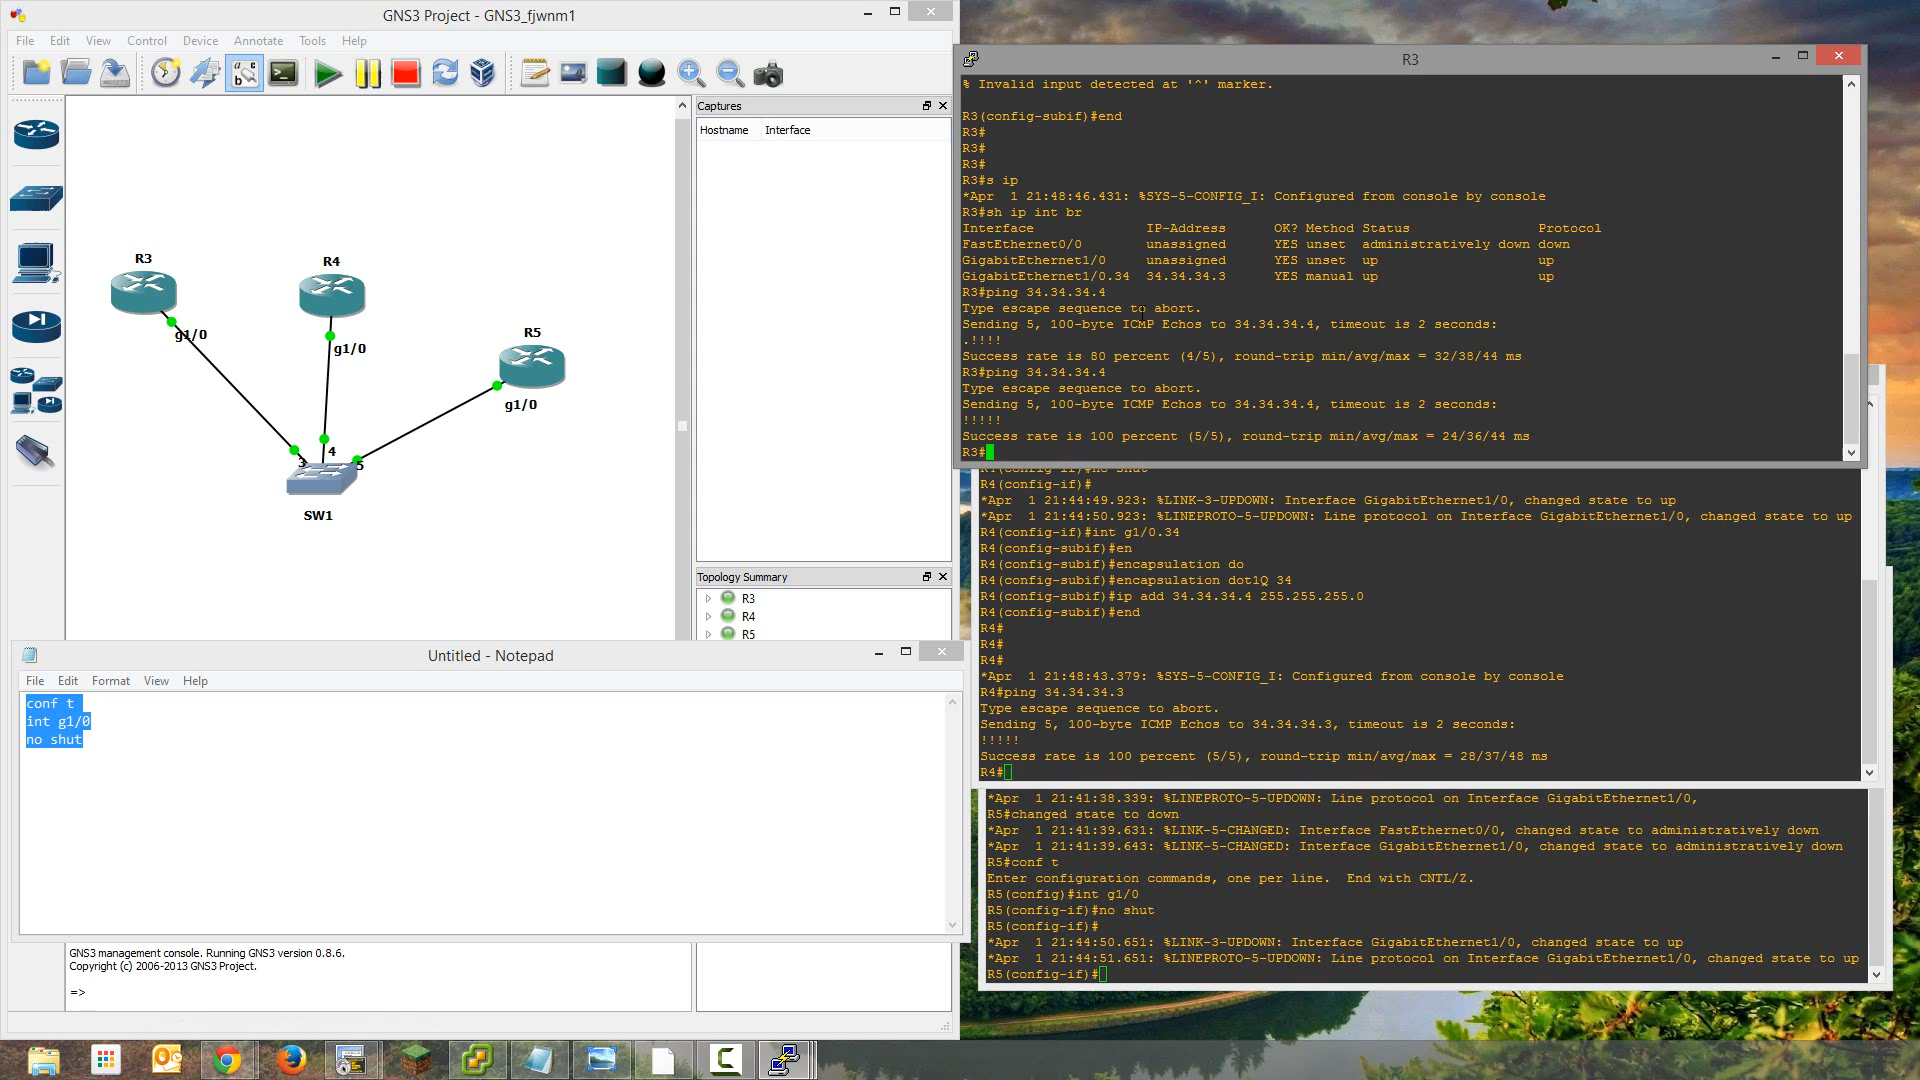 GNS3 Project - GNS3_fjwnm1
File Edit View Control Device Annotate Tools Help
Captures
Hostname Interface
R3
R4
R5
g1/0
g1/0
g1/0
3
4
5
SW1
Topology Summary
R3
R4
R5
Untitled - Notepad
File Edit Format View Help
conf t
int g1/0
no shut
GNS3 management console. Running GNS3 version 0.8.6.
Copyright (c) 2006-2013 GNS3 Project.
=>
R3
% Invalid input detected at '^' marker.
R3(config-subif)#end
R3#
R3#
R3#
R3#s ip
*Apr  1 21:48:46.431: %SYS-5-CONFIG_I: Configured from console by console
R3#sh ip int br
Interface IP-Address OK? Method Status Protocol
FastEthernet0/0 unassigned YES unset administratively down down
GigabitEthernet1/0 unassigned YES unset up up
GigabitEthernet1/0.34 34.34.34.3 YES manual up up
R3#ping 34.34.34.4
Type escape sequence to abort.
Sending 5, 100-byte ICMP Echos to 34.34.34.4, timeout is 2 seconds:
.!!!!
Success rate is 80 percent (4/5), round-trip min/avg/max = 32/38/44 ms
R3#ping 34.34.34.4
Type escape sequence to abort.
Sending 5, 100-byte ICMP Echos to 34.34.34.4, timeout is 2 seconds:
!!!!!
Success rate is 100 percent (5/5), round-trip min/avg/max = 24/36/44 ms
R3#
R4(config-if)#no shut
R4(config-if)#
*Apr  1 21:44:49.923: %LINK-3-UPDOWN: Interface GigabitEthernet1/0, changed state to up
*Apr  1 21:44:50.923: %LINEPROTO-5-UPDOWN: Line protocol on Interface GigabitEthernet1/0, changed state to up
R4(config-if)#int g1/0.34
R4(config-subif)#en
R4(config-subif)#encapsulation do
R4(config-subif)#encapsulation dot1Q 34
R4(config-subif)#ip add 34.34.34.4 255.255.255.0
R4(config-subif)#end
R4#
R4#
R4#
*Apr  1 21:48:43.379: %SYS-5-CONFIG_I: Configured from console by console
R4#ping 34.34.34.3
Type escape sequence to abort.
Sending 5, 100-byte ICMP Echos to 34.34.34.3, timeout is 2 seconds:
!!!!!
Success rate is 100 percent (5/5), round-trip min/avg/max = 28/37/48 ms
R4#
*Apr  1 21:41:38.339: %LINEPROTO-5-UPDOWN: Line protocol on Interface GigabitEthernet1/0,
R5#changed state to down
*Apr  1 21:41:39.631: %LINK-5-CHANGED: Interface FastEthernet0/0, changed state to administratively down
*Apr  1 21:41:39.643: %LINK-5-CHANGED: Interface GigabitEthernet1/0, changed state to administratively down
R5#conf t
Enter configuration commands, one per line.  End with CNTL/Z.
R5(config)#int g1/0
R5(config-if)#no shut
R5(config-if)#
*Apr  1 21:44:50.651: %LINK-3-UPDOWN: Interface GigabitEthernet1/0, changed state to up
*Apr  1 21:44:51.651: %LINEPROTO-5-UPDOWN: Line protocol on Interface GigabitEthernet1/0, changed state to up
R5(config-if)#